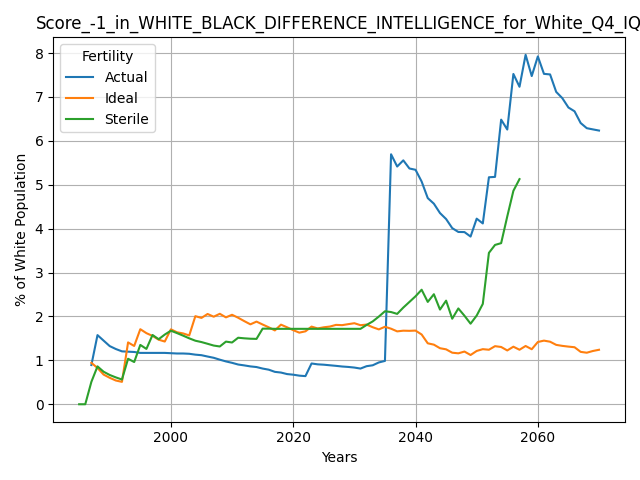 Score_-1_in_WHITE_BLACK_DIFFERENCE_INTELLIGENCE_for_White_Q4_IQ
Fertility
Actual
Ideal
Sterile
% of White Population
8
7
6
5
4
3
2
1
0
2000 2020 2040 2060
Years